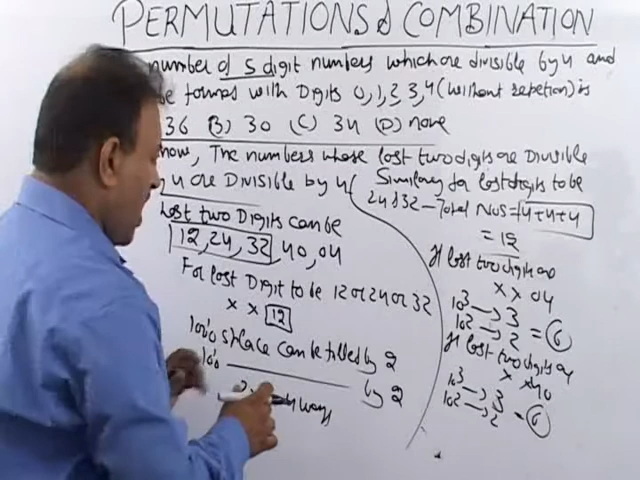 PERMUTATIONS & COMBINATION
number of 5 digit numbers which are divisible by 4 and
be formed with Digits 0,1,2 3,4 (without repetion) is
36 (B) 30 (C) 34 (D) none
know, The numbers whose last two digits are Divisible
by 4 are Divisible by 4
Last two Digits can be
12, 24, 32, 40, 04
For last Digit to be 12 or 24 or 32
x x 12
place can be filled by 2
by 2
ways
Similary for last digits to be
24 & 32 - Total Nos = 4+4+4
= 12
If last two digits are
x x 04
10³ → 3
10² → 2 = 6
If last two digits are
x x 40
10³ → 3
10² → 2 = 6